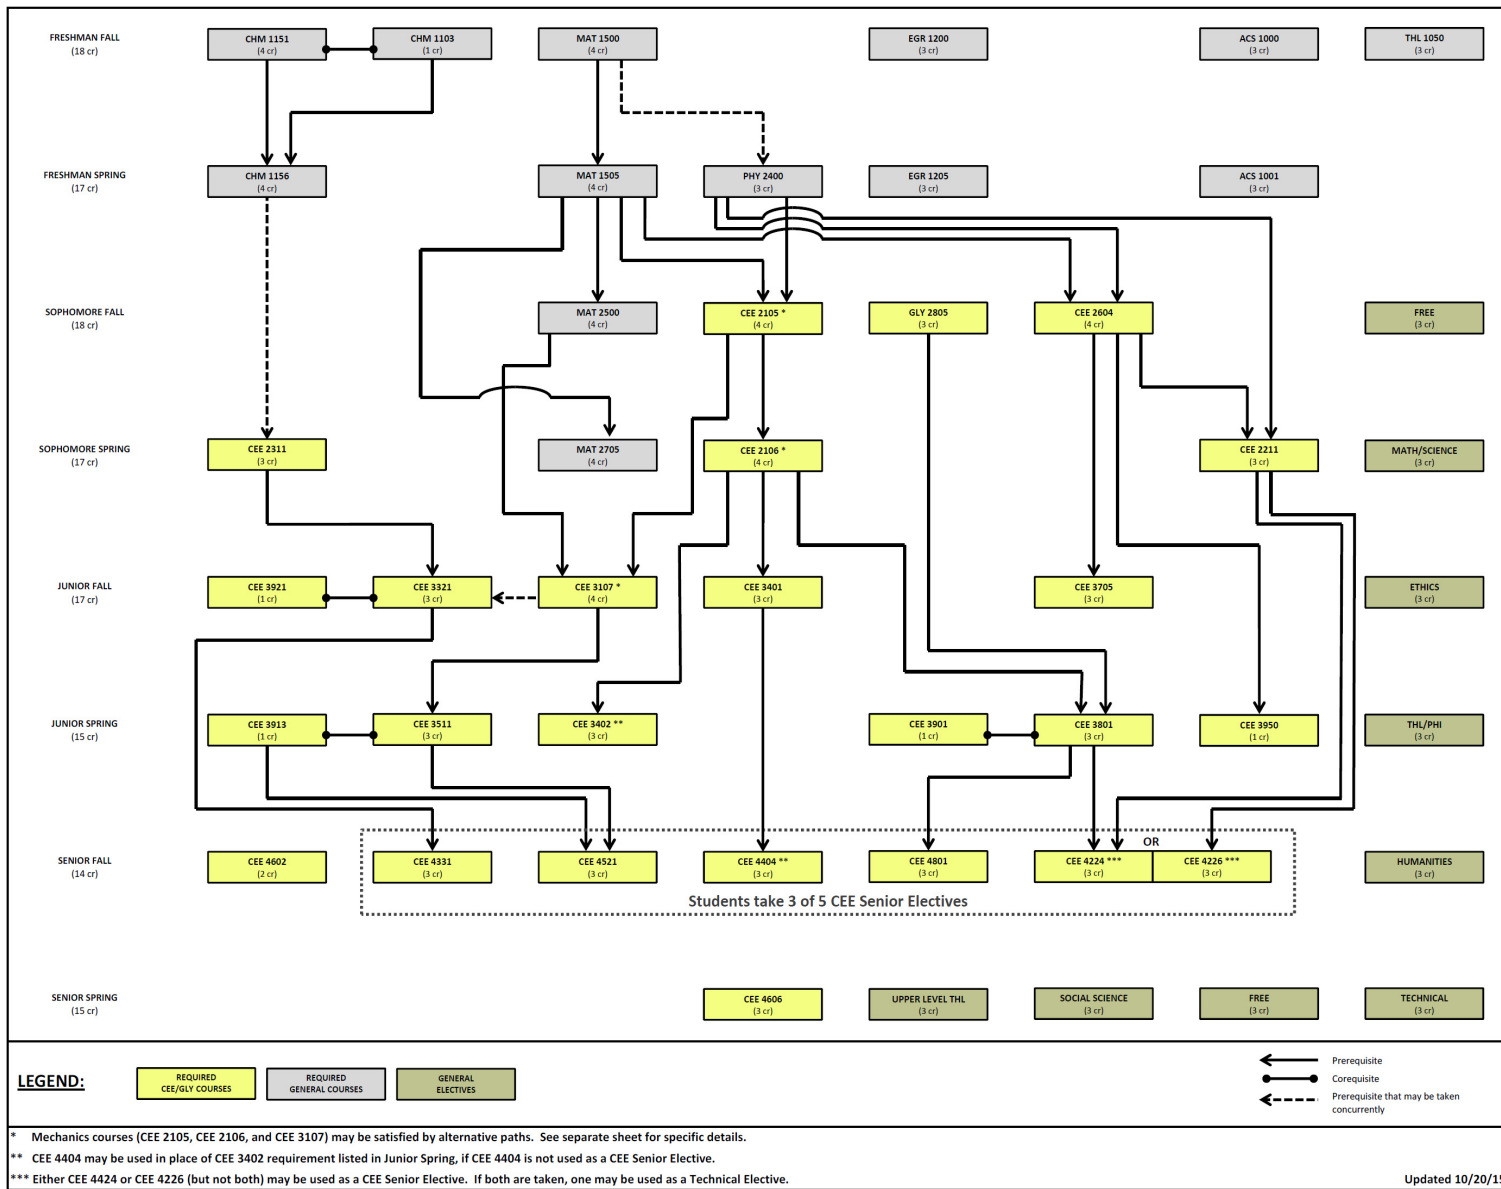 FRESHMAN FALL
(18 cr)
CHM 1151
(4 cr)
CHM 1103
(1 cr)
MAT 1500
(4 cr)
EGR 1200
(3 cr)
ACS 1000
(3 cr)
THL 1050
(3 cr)
FRESHMAN SPRING
(17 cr)
CHM 1156
(4 cr)
MAT 1505
(4 cr)
PHY 2400
(3 cr)
EGR 1205
(3 cr)
ACS 1001
(3 cr)
SOPHOMORE FALL
(18 cr)
MAT 2500
(4 cr)
CEE 2105 *
(4 cr)
GLY 2805
(3 cr)
CEE 2604
(4 cr)
FREE
(3 cr)
SOPHOMORE SPRING
(17 cr)
CEE 2311
(3 cr)
MAT 2705
(4 cr)
CEE 2106 *
(4 cr)
CEE 2211
(3 cr)
MATH/SCIENCE
(3 cr)
JUNIOR FALL
(17 cr)
CEE 3921
(1 cr)
CEE 3321
(3 cr)
CEE 3107 *
(4 cr)
CEE 3401
(3 cr)
CEE 3705
(3 cr)
ETHICS
(3 cr)
JUNIOR SPRING
(15 cr)
CEE 3913
(1 cr)
CEE 3511
(3 cr)
CEE 3402 **
(3 cr)
CEE 3901
(1 cr)
CEE 3801
(3 cr)
CEE 3950
(1 cr)
THL/PHI
(3 cr)
SENIOR FALL
(14 cr)
CEE 4602
(2 cr)
CEE 4331
(3 cr)
CEE 4521
(3 cr)
CEE 4404 **
(3 cr)
CEE 4801
(3 cr)
OR
CEE 4224 ***
(3 cr)
CEE 4226 ***
(3 cr)
HUMANITIES
(3 cr)
Students take 3 of 5 CEE Senior Electives
SENIOR SPRING
(15 cr)
CEE 4606
(3 cr)
UPPER LEVEL THL
(3 cr)
SOCIAL SCIENCE
(3 cr)
FREE
(3 cr)
TECHNICAL
(3 cr)
LEGEND:
REQUIRED
CEE/GLY COURSES
REQUIRED
GENERAL COURSES
GENERAL
ELECTIVES
Prerequisite
Corequisite
Prerequisite that may be taken
concurrently
* Mechanics courses (CEE 2105, CEE 2106, and CEE 3107) may be satisfied by alternative paths. See separate sheet for specific details.
** CEE 4404 may be used in place of CEE 3402 requirement listed in Junior Spring, if CEE 4404 is not used as a CEE Senior Elective.
*** Either CEE 4424 or CEE 4226 (but not both) may be used as a CEE Senior Elective. If both are taken, one may be used as a Technical Elective.
Updated 10/20/15